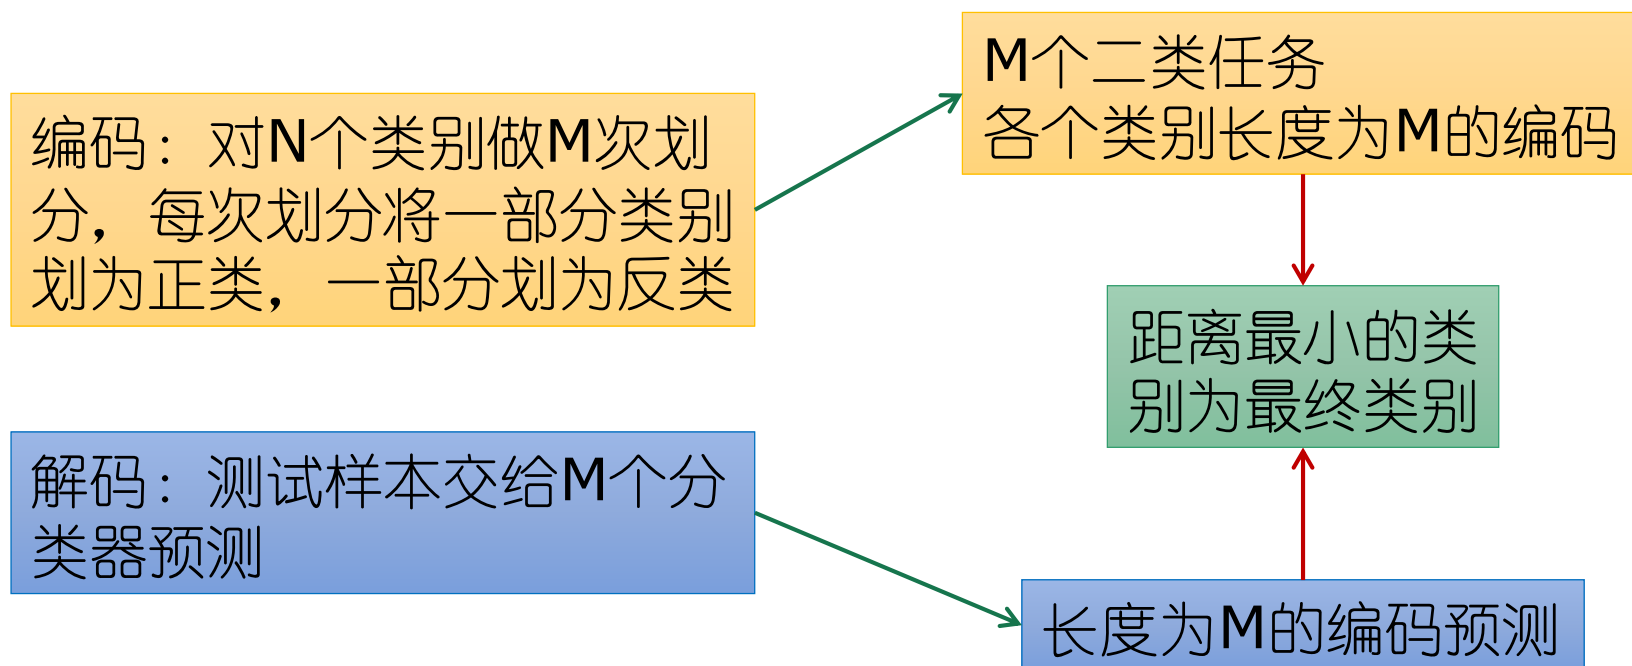 编码：对N个类别做M次划
分，每次划分将一部分类别
划为正类，一部分划为反类
M个二类任务
各个类别长度为M的编码
距离最小的类
别为最终类别
解码：测试样本交给M个分
类器预测
长度为M的编码预测